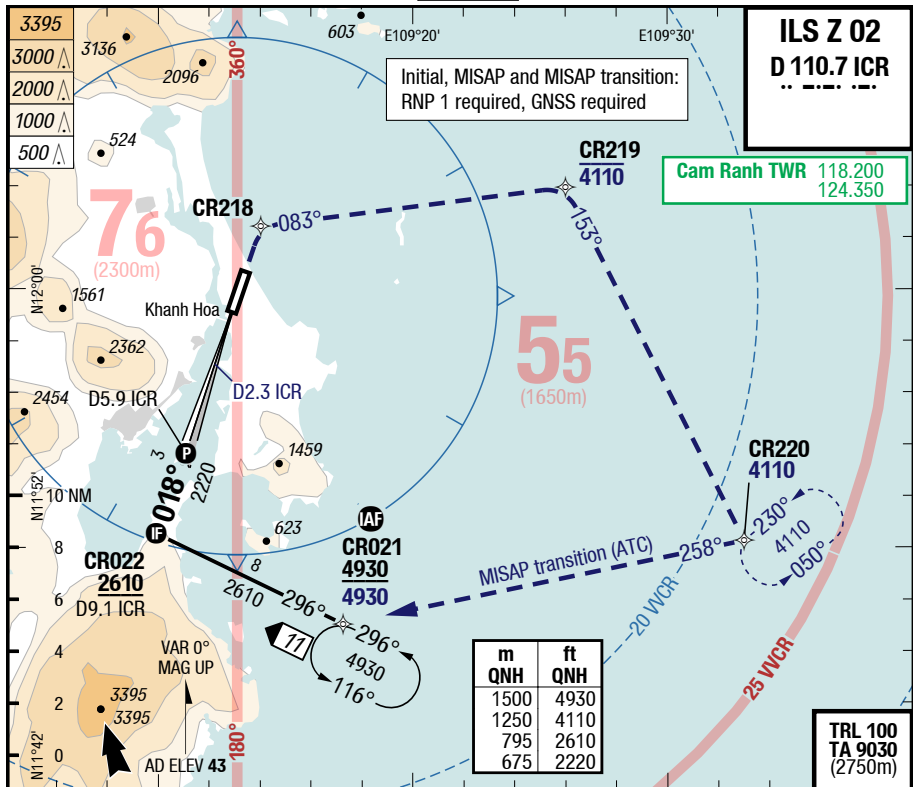 3395
3000
2000
1000
500
3136
2096
524
603
E109°20'
E109°30'
360°
Initial, MISAP and MISAP transition:
RNP 1 required, GNSS required
ILS Z 02
D 110.7 ICR
Cam Ranh TWR 118.200
124.350
CR219
4110
CR218
083°
153°
76
(2300m)
N12°00'
1561
Khanh Hoa
2362
55
(1650m)
D2.3 ICR
D5.9 ICR
2454
1459
P
3
018°
2220
CR220
4110
N11°52'
10 NM
230°
4110
050°
IAF
IF
623
CR021
4930
4930
MISAP transition (ATC)
258°
8
CR022
2610
D9.1 ICR
8
2610
296°
6
20 VVCR
11
296°
4930
116°
VAR 0°
MAG UP
4
m ft
QNH QNH
1500 4930
1250 4110
795 2610
675 2220
25 VVCR
3395
3395
2
TRL 100
TA 9030
(2750m)
N11°42'
0
AD ELEV 43
180°